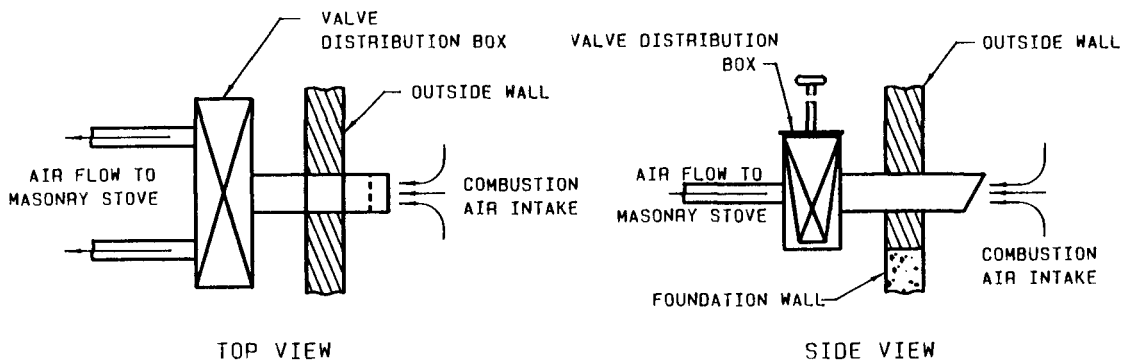 VALVE
DISTRIBUTION BOX
OUTSIDE WALL
AIR FLOW TO
MASONRY STOVE
COMBUSTION
AIR INTAKE
TOP VIEW
VALVE DISTRIBUTION
BOX
OUTSIDE WALL
AIR FLOW TO
MASONRY STOVE
COMBUSTION
AIR INTAKE
FOUNDATION WALL
SIDE VIEW